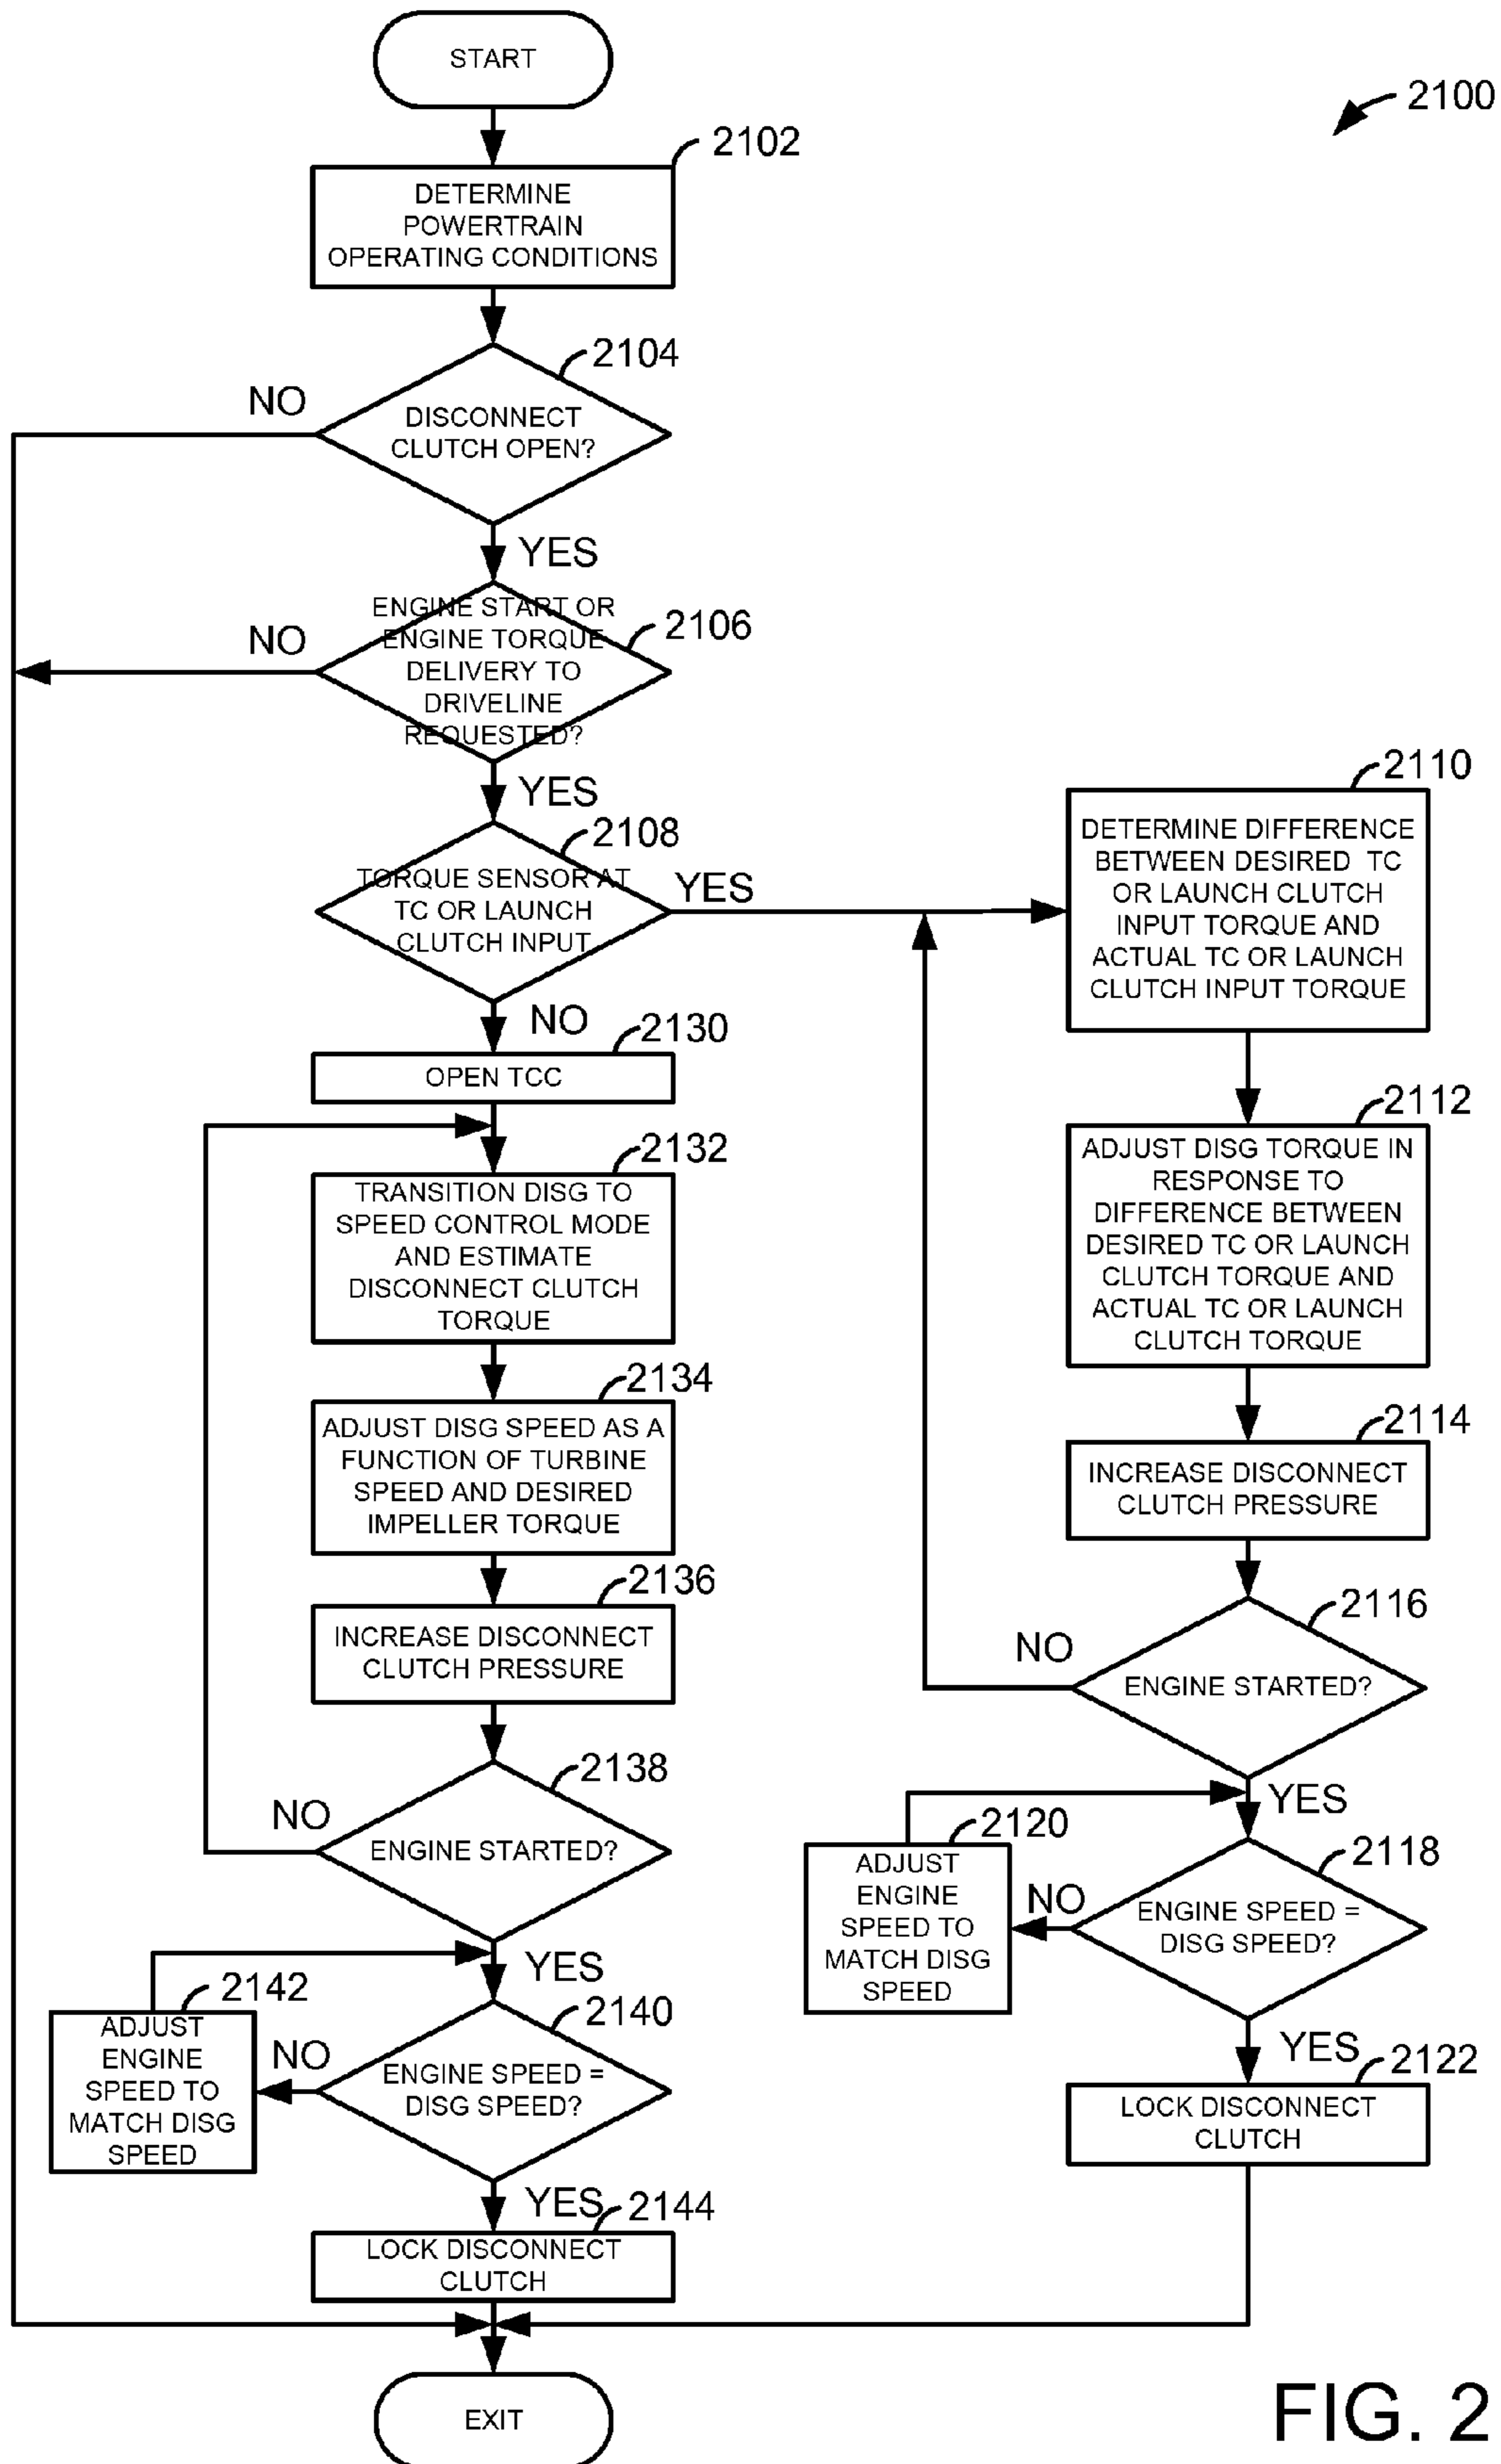 START
2100
2102
DETERMINE
POWERTRAIN
OPERATING CONDITIONS
2104
NO
DISCONNECT
CLUTCH OPEN?
YES
2106
NO
ENGINE START OR
ENGINE TORQUE
DELIVERY TO
DRIVELINE
REQUESTED?
YES
2108
TORQUE SENSOR AT
TC OR LAUNCH
CLUTCH INPUT
YES
NO
2110
DETERMINE DIFFERENCE
BETWEEN DESIRED TC
OR LAUNCH CLUTCH
INPUT TORQUE AND
ACTUAL TC OR LAUNCH
CLUTCH INPUT TORQUE
2112
ADJUST DISG TORQUE IN
RESPONSE TO
DIFFERENCE BETWEEN
DESIRED TC OR LAUNCH
CLUTCH TORQUE AND
ACTUAL TC OR LAUNCH
CLUTCH TORQUE
2114
INCREASE DISCONNECT
CLUTCH PRESSURE
2116
NO
ENGINE STARTED?
YES
2120
ADJUST
ENGINE
SPEED TO
MATCH DISG
SPEED
NO
2118
ENGINE SPEED =
DISG SPEED?
YES
2122
LOCK DISCONNECT
CLUTCH
2130
OPEN TCC
2132
TRANSITION DISG TO
SPEED CONTROL MODE
AND ESTIMATE
DISCONNECT CLUTCH
TORQUE
2134
ADJUST DISG SPEED AS A
FUNCTION OF TURBINE
SPEED AND DESIRED
IMPELLER TORQUE
2136
INCREASE DISCONNECT
CLUTCH PRESSURE
2138
NO
ENGINE STARTED?
YES
2142
ADJUST
ENGINE
SPEED TO
MATCH DISG
SPEED
NO
2140
ENGINE SPEED =
DISG SPEED?
YES
2144
LOCK DISCONNECT
CLUTCH
EXIT
FIG. 2